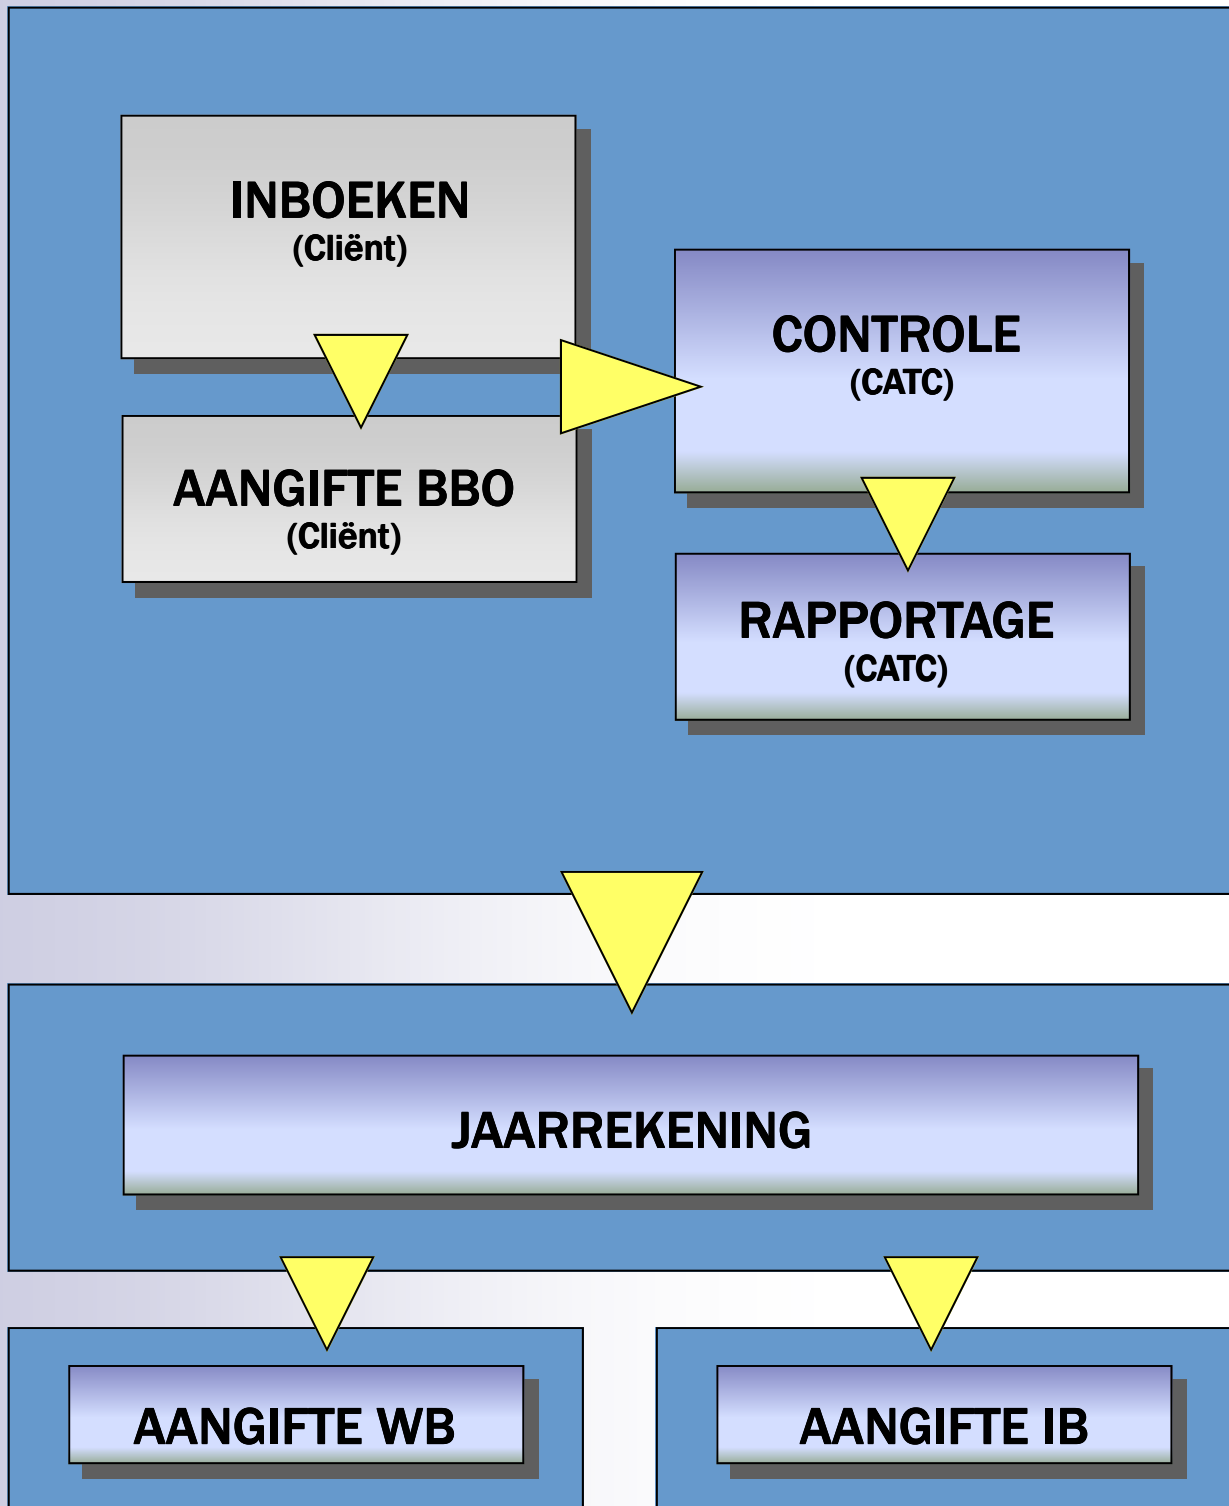 INBOEKEN
(Cliënt)
AANGIFTE BBO
(Cliënt)
CONTROLE
(CATC)
RAPPORTAGE
(CATC)
JAARREKENING
AANGIFTE WB
AANGIFTE IB